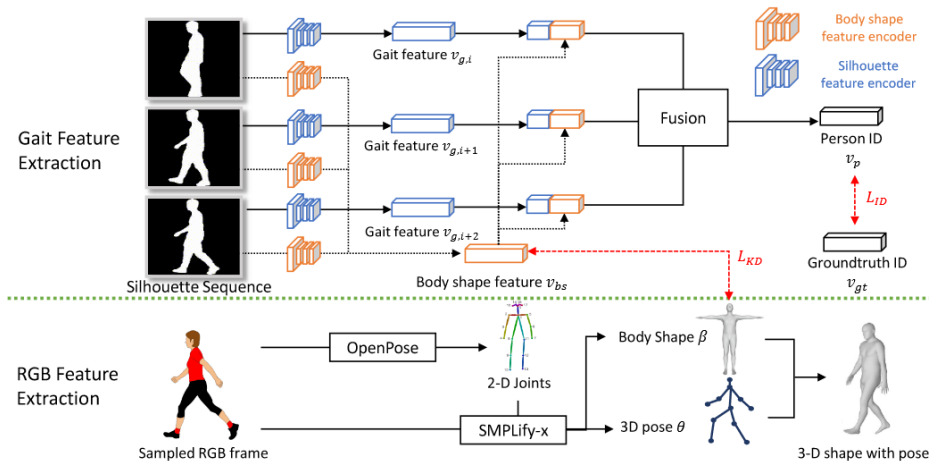 Body shape
feature encoder
Silhouette
feature encoder
Gait feature v_{g,i}
Gait Feature
Extraction
Gait feature v_{g,i+1}
Fusion
Person ID
v_p
L_{ID}
Gait feature v_{g,i+2}
L_{KD}
Groundtruth ID
v_{gt}
Silhouette Sequence
Body shape feature v_{bs}
RGB Feature
Extraction
OpenPose
2-D Joints
Body Shape β
SMPLify-x
3D pose θ
Sampled RGB frame
3-D shape with pose